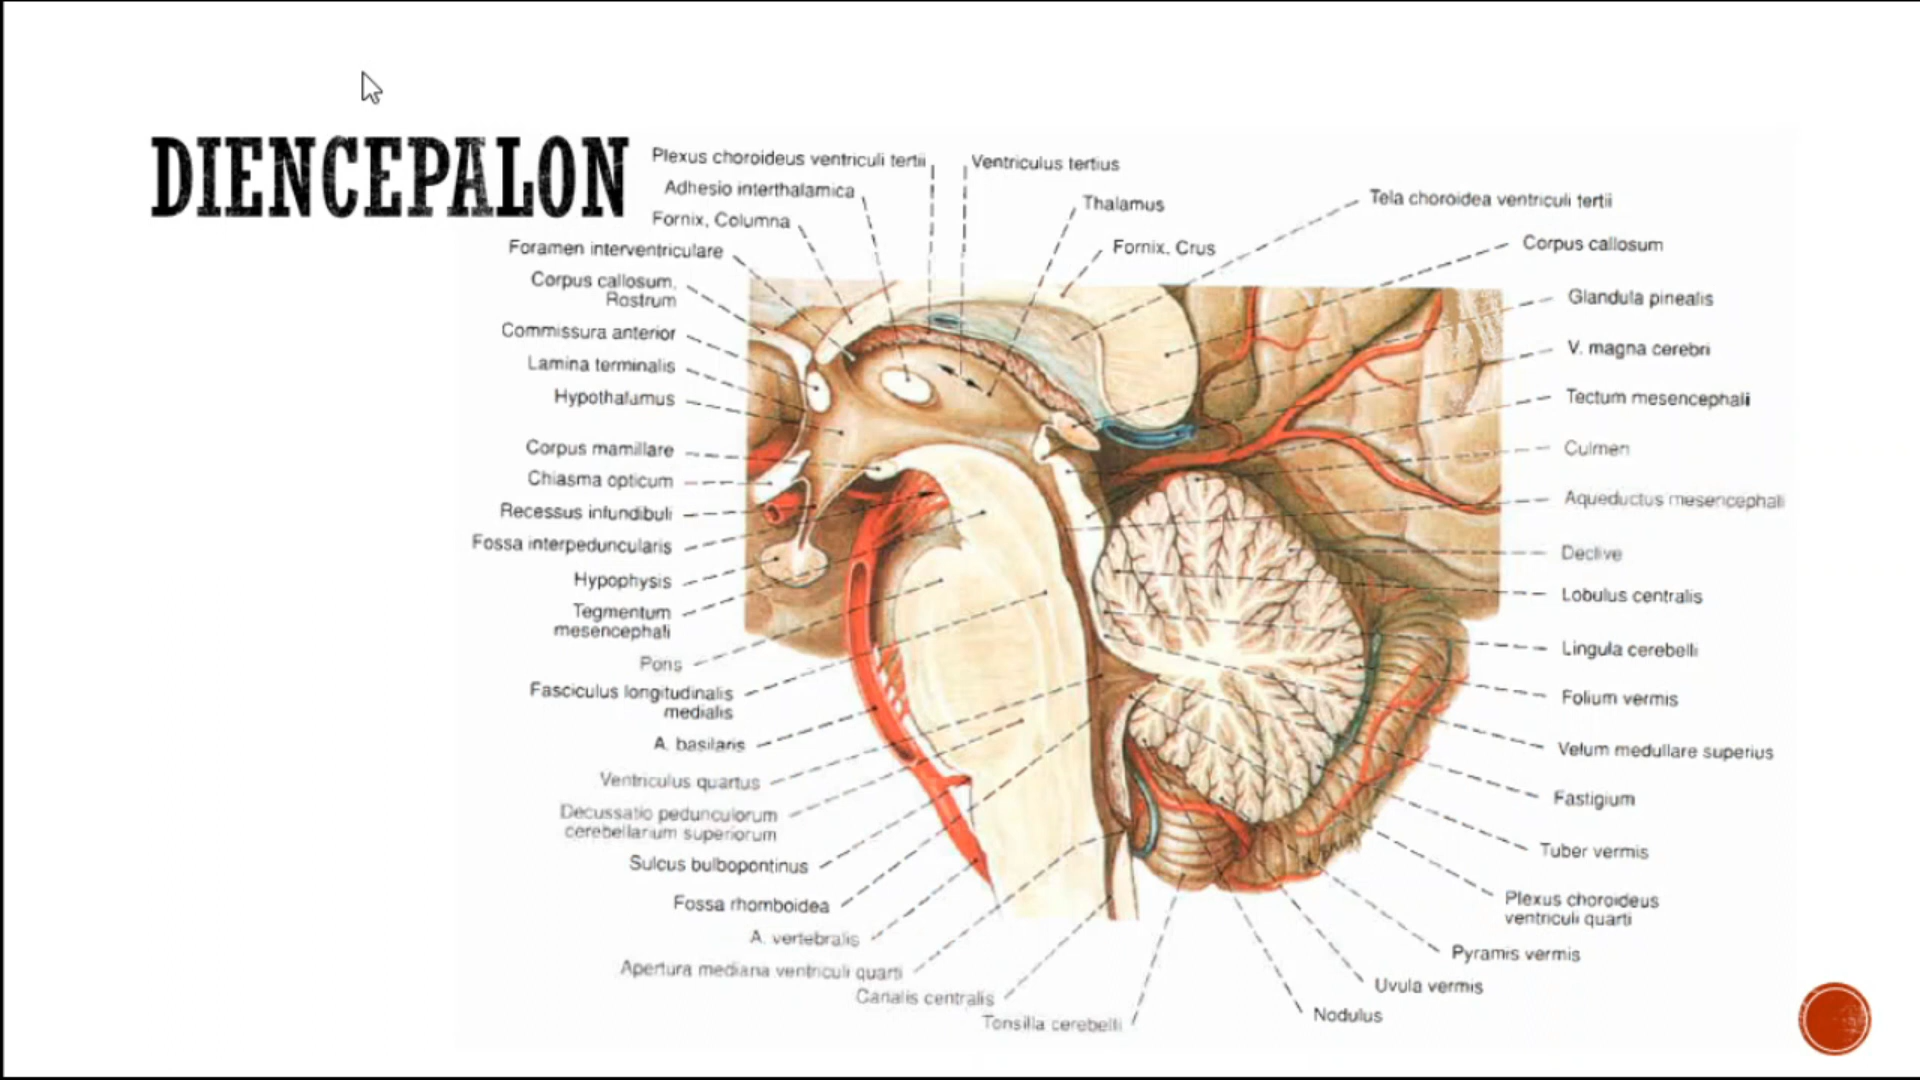 DIENCEPALON
Plexus choroideus ventriculi tertii
Adhesio interthalamica
Fornix, Columna
Foramen interventriculare
Corpus callosum,
Rostrum
Commissura anterior
Lamina terminalis
Hypothalamus
Corpus mamillare
Chiasma opticum
Recessus infundibuli
Fossa interpeduncularis
Hypophysis
Tegmentum
mesencephali
Pons
Fasciculus longitudinalis
medialis
A. basilaris
Ventriculus quartus
Decussatio pedunculorum
cerebellarium superiorum
Sulcus bulbopontinus
Fossa rhomboidea
A. vertebralis
Apertura mediana ventriculi quarti
Canalis centralis
Tonsilla cerebelli
Ventriculus tertius
Thalamus
Fornix, Crus
Tela choroidea ventriculi tertii
Corpus callosum
Glandula pinealis
V. magna cerebri
Tectum mesencephali
Culmen
Aqueductus mesencephali
Declive
Lobulus centralis
Lingula cerebelli
Folium vermis
Velum medullare superius
Fastigium
Tuber vermis
Plexus choroideus
ventriculi quarti
Pyramis vermis
Uvula vermis
Nodulus